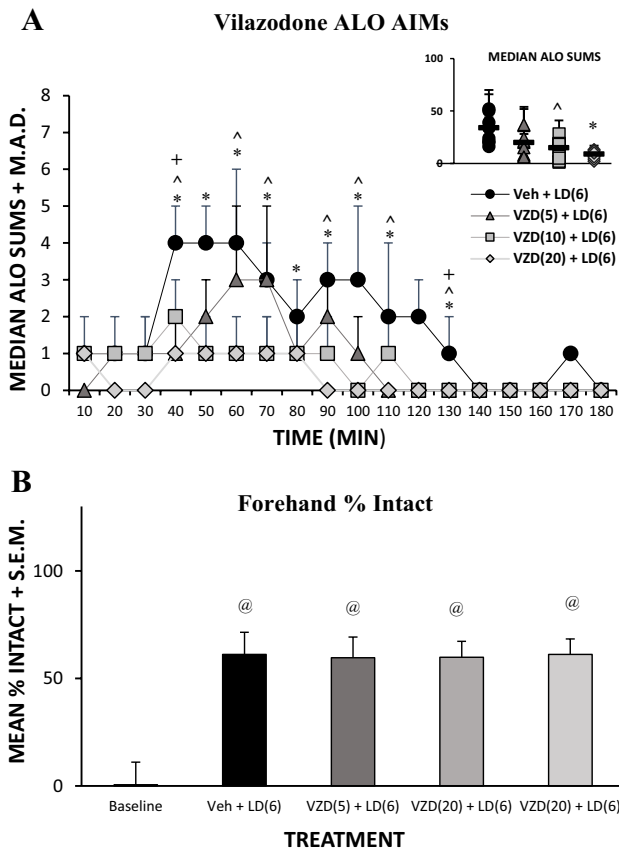 A
Vilazodone ALO AIMs
MEDIAN ALO SUMS + M.A.D.
8
7
6
5
4
3
2
1
0
+
^
*
*
^
*
^
*
*
^
*
^
*
^
*
+
^
*
10 20 30 40 50 60 70 80 90 100 110 120 130 140 150 160 170 180
TIME (MIN)
MEDIAN ALO SUMS
100
50
0
^
*
Veh + LD(6)
VZD(5) + LD(6)
VZD(10) + LD(6)
VZD(20) + LD(6)
B
Forehand % Intact
MEAN % INTACT + S.E.M.
100
50
0
@ @ @ @
Baseline Veh + LD(6) VZD(5) + LD(6) VZD(20) + LD(6) VZD(20) + LD(6)
TREATMENT